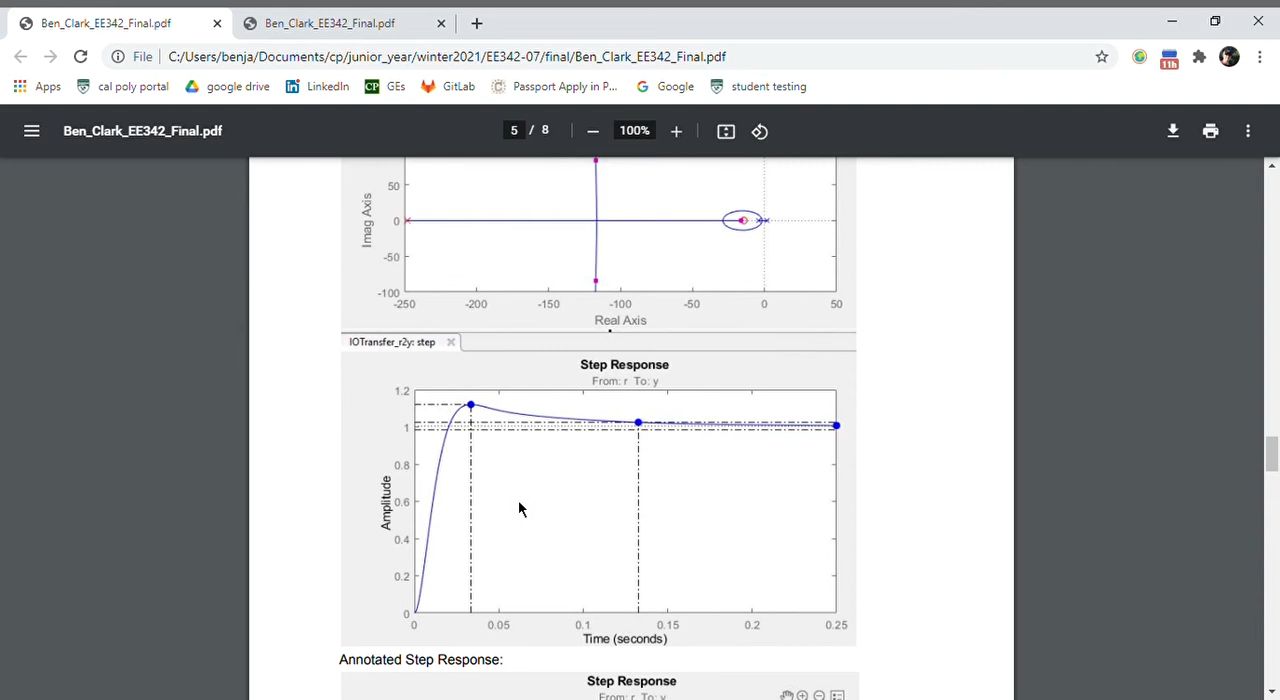 Ben_Clark_EE342_Final.pdf
Ben_Clark_EE342_Final.pdf
File C:/Users/benja/Documents/cp/junior_year/winter2021/EE342-07/final/Ben_Clark_EE342_Final.pdf
11h
Apps cal poly portal google drive LinkedIn CP GEs GitLab Passport Apply in P... Google student testing
Ben_Clark_EE342_Final.pdf 5 / 8 100%
Imag Axis
50
0
-50
-100
-250 -200 -150 -100 -50 0 50
Real Axis
IOTransfer_r2y: step
Step Response
From: r To: y
Amplitude
1.2
1
0.8
0.6
0.4
0.2
0
0 0.05 0.1 0.15 0.2 0.25
Time (seconds)
Annotated Step Response:
Step Response
From: r To: y